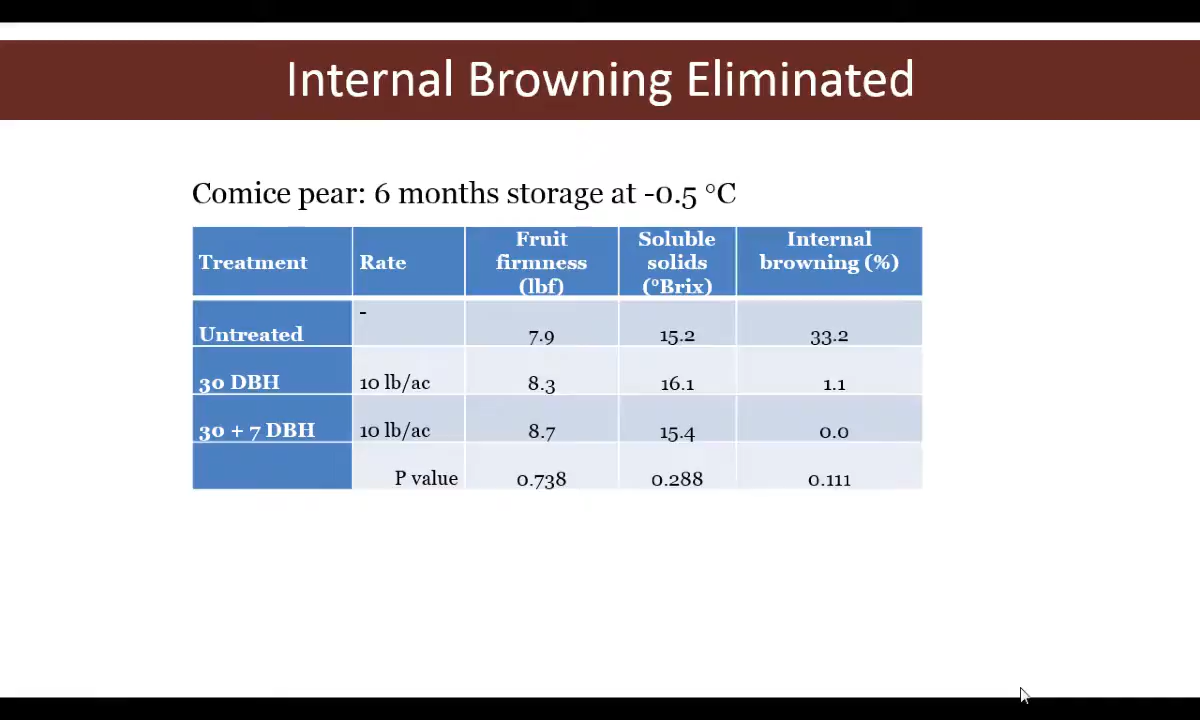 Internal Browning Eliminated
Comice pear: 6 months storage at -0.5 °C
Treatment Rate Fruit firmness (lbf) Soluble solids (°Brix) Internal browning (%)
Untreated - 7.9 15.2 33.2
30 DBH 10 lb/ac 8.3 16.1 1.1
30 + 7 DBH 10 lb/ac 8.7 15.4 0.0
P value 0.738 0.288 0.111